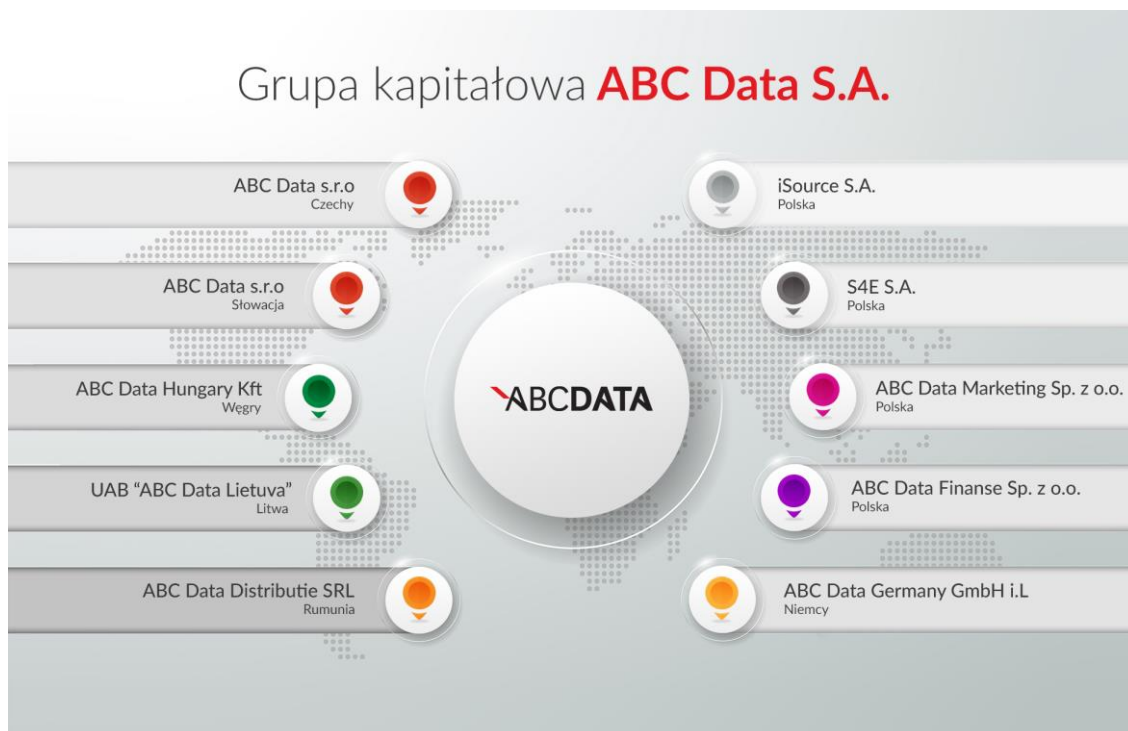 Grupa kapitałowa ABC Data S.A.
ABC Data s.r.o
Czechy
ABC Data s.r.o
Słowacja
ABC Data Hungary Kft
Węgry
UAB “ABC Data Lietuva”
Litwa
ABC Data Distributie SRL
Rumunia
ABCDATA
iSource S.A.
Polska
S4E S.A.
Polska
ABC Data Marketing Sp. z o.o.
Polska
ABC Data Finanse Sp. z o.o.
Polska
ABC Data Germany GmbH i.L
Niemcy